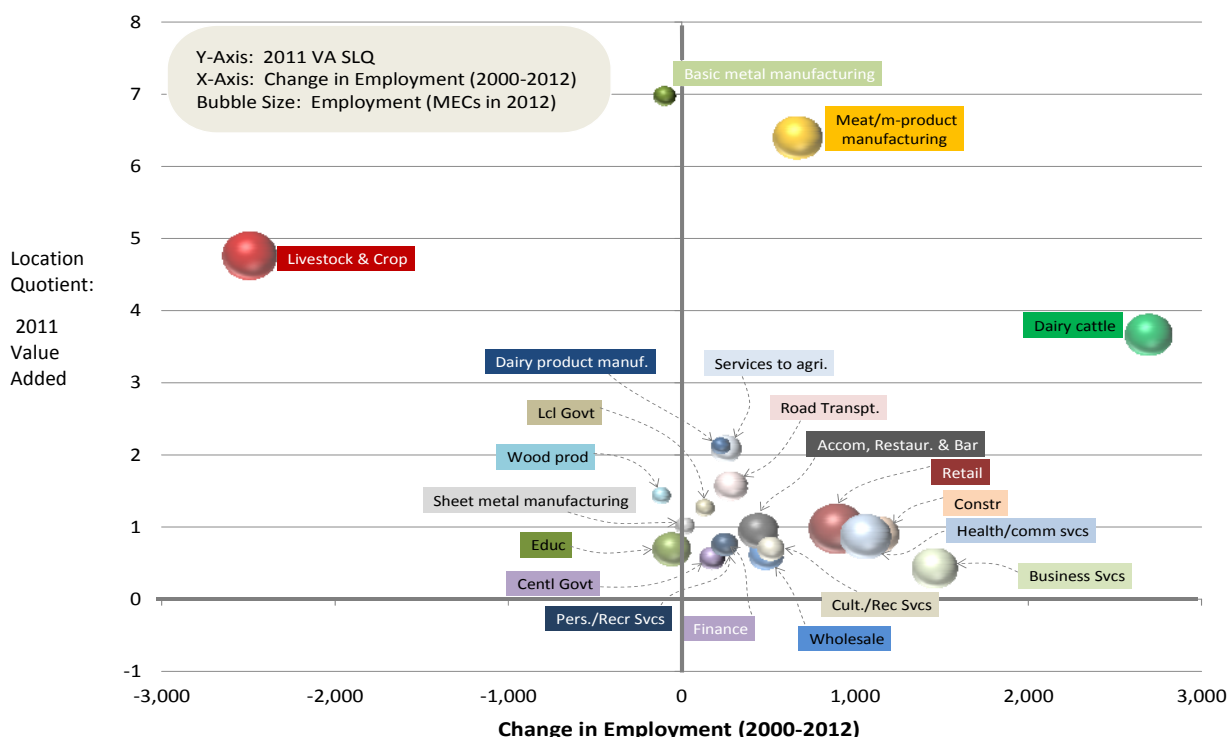 8
7
6
5
4
3
2
1
0
-1
Y-Axis: 2011 VA SLQ
X-Axis: Change in Employment (2000-2012)
Bubble Size: Employment (MECs in 2012)
Basic metal manufacturing
Meat/m-product
manufacturing
Location
Quotient:
2011
Value
Added
Livestock & Crop
Dairy cattle
Dairy product manuf.
Services to agri.
Lcl Govt
Road Transpt.
Accom, Restaur. & Bar
Wood prod
Retail
Sheet metal manufacturing
Constr
Educ
Health/comm svcs
Centl Govt
Business Svcs
Pers./Recr Svcs
Finance
Cult./Rec Svcs
Wholesale
-3,000
-2,000
-1,000
0
1,000
2,000
3,000
Change in Employment (2000-2012)